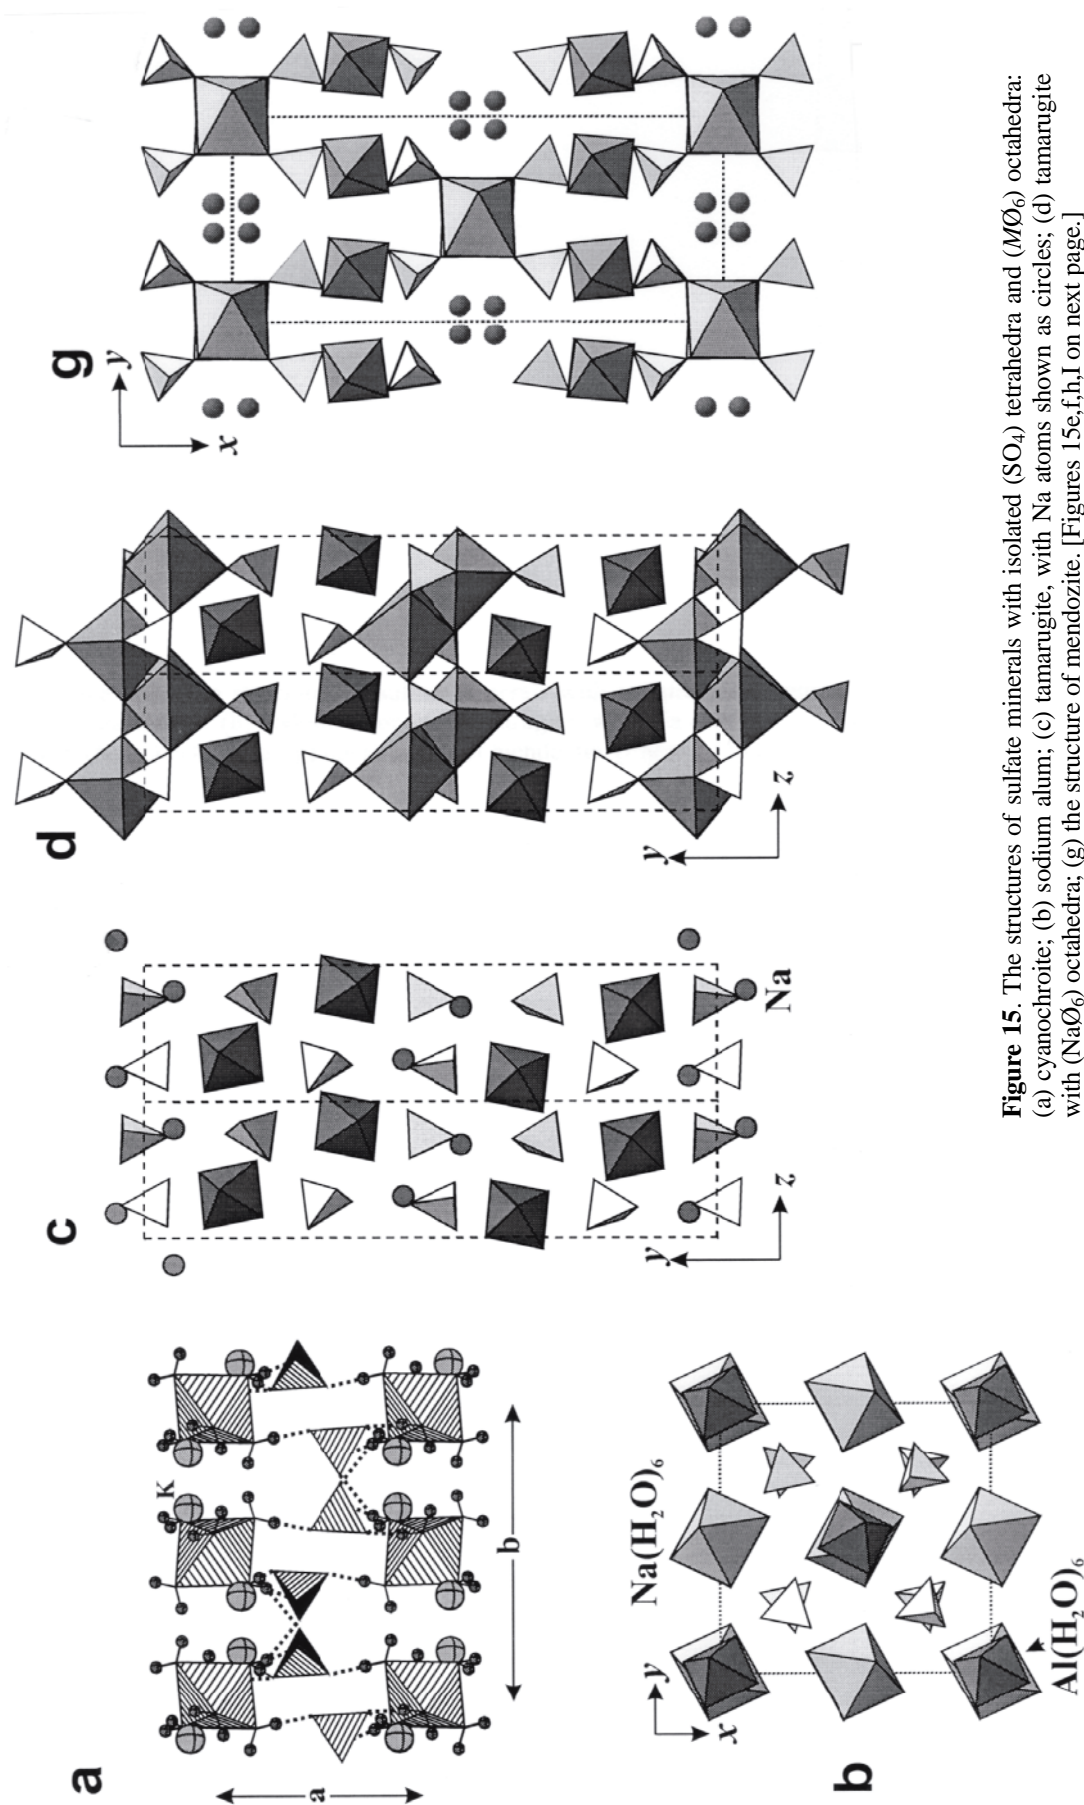 a
a
b
K
b
Na(H₂O)₆
Al(H₂O)₆
y
x
c
y
z
Na
d
y
z
g
y
x
Figure 15. The structures of sulfate minerals with isolated (SO₄) tetrahedra and (MØ₆) octahedra:
(a) cyanochroite; (b) sodium alum; (c) tamarugite, with Na atoms shown as circles; (d) tamarugite
with (NaØ₆) octahedra; (g) the structure of mendozite. [Figures 15e,f,h,I on next page.]